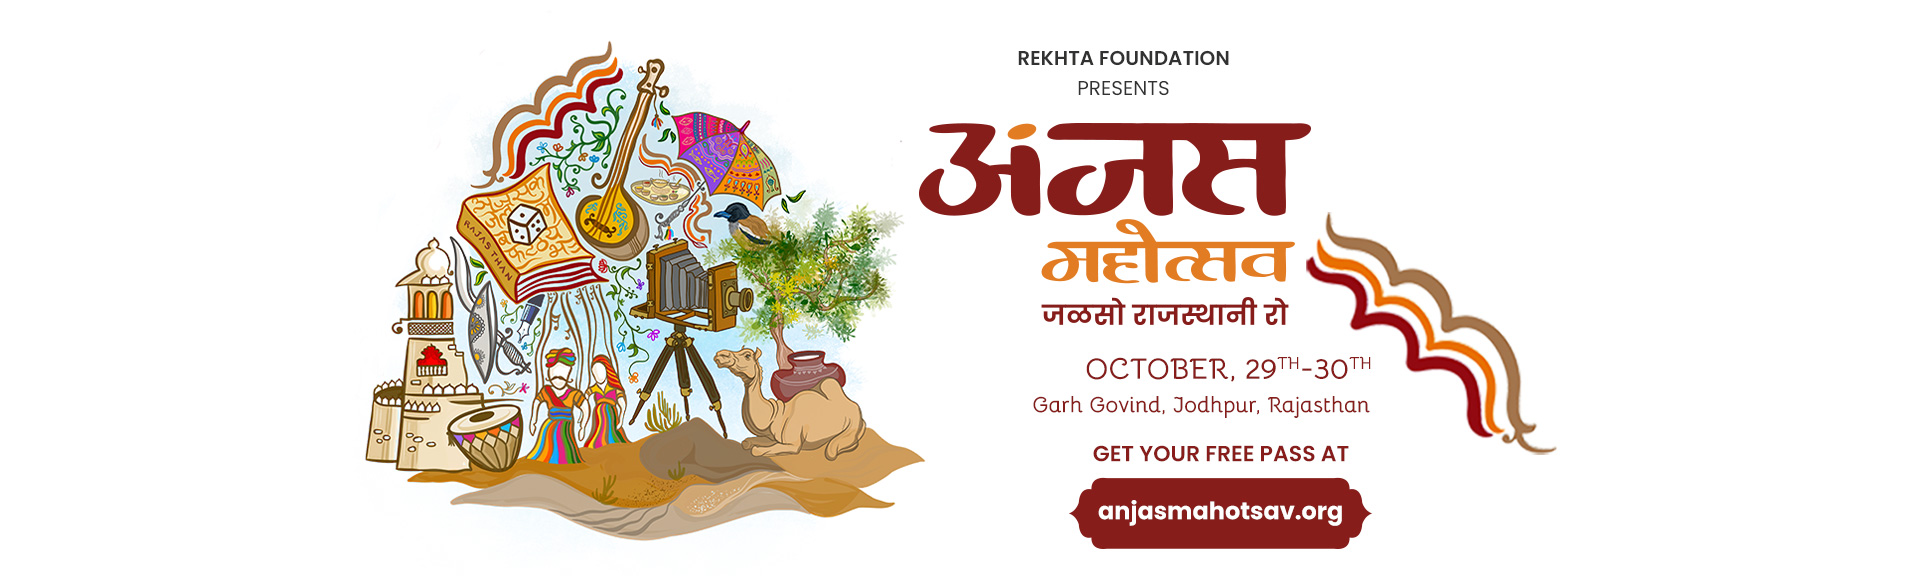 RAJASTHAN
REKHTA FOUNDATION
PRESENTS
अंजस
महोत्सव
जळसो राजस्थानी रो
OCTOBER, 29TH-30TH
Garh Govind, Jodhpur, Rajasthan
GET YOUR FREE PASS AT
anjasmahotsav.org